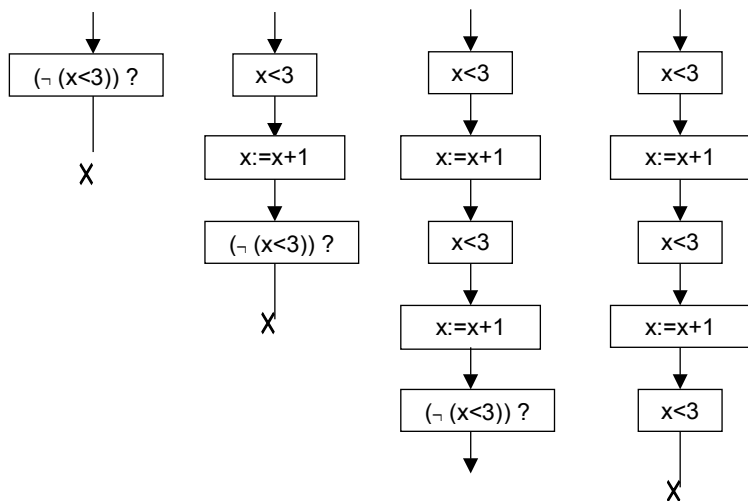 (¬ (x<3)) ?
X
x<3
x:=x+1
(¬ (x<3)) ?
X
x<3
x:=x+1
x<3
x:=x+1
(¬ (x<3)) ?
x<3
x:=x+1
x<3
x:=x+1
x<3
X